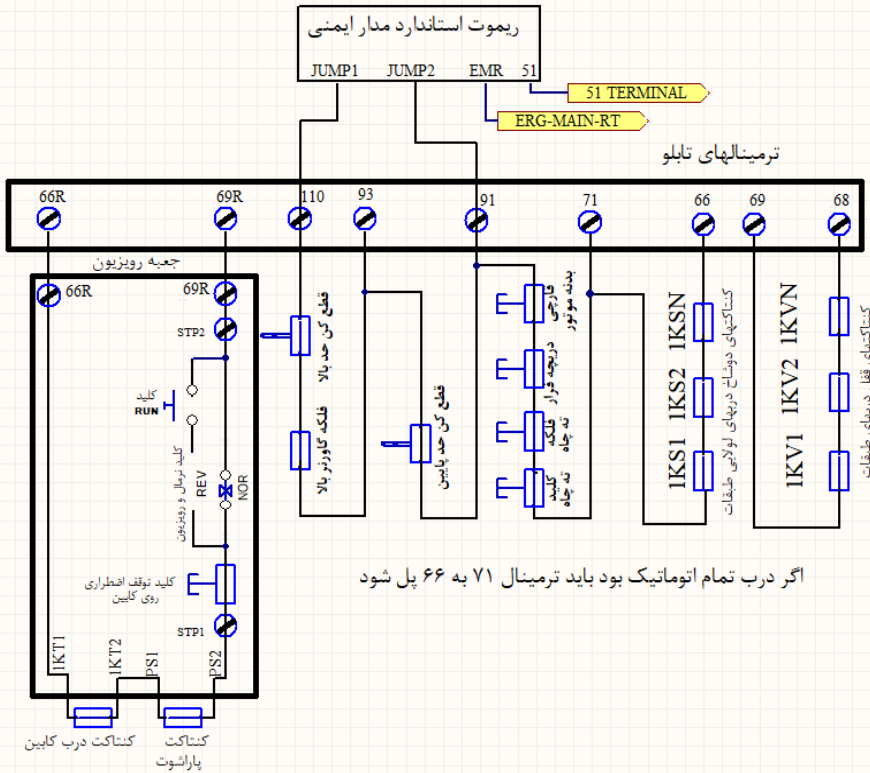 ریموت استاندارد مدار ایمنی
JUMP1 JUMP2 EMR 51
51 TERMINAL
ERG-MAIN-RT
ترمینالهای تابلو
66R 69R 110 93 91 71 66 69 68
جعبه رویزیون
66R 69R
STP2
کلید
RUN
کلید نرمال و رویزیون
REV
NOR
کلید توقف اضطراری
روی کابین
STP1
1KT1 1KT2 PS1 PS2
کنتاکت درب کابین
کنتاکت
پاراشوت
قطع کن حد بالا
فلکه گاورنر بالا
قطع کن حد پایین
قارچی
بدنه موتور
دریچه فرار
فلکه
ته چاه
کلید
ته چاه
1KS1 1KS2 1KSN
کنتاکتهای دوشاخ دربهای لولایی طبقات
1KV1 1KV2 1KVN
کنتاکتهای قفل دربهای طبقات
اگر درب تمام اتوماتیک بود باید ترمینال ۷۱ به ۶۶ پل شود